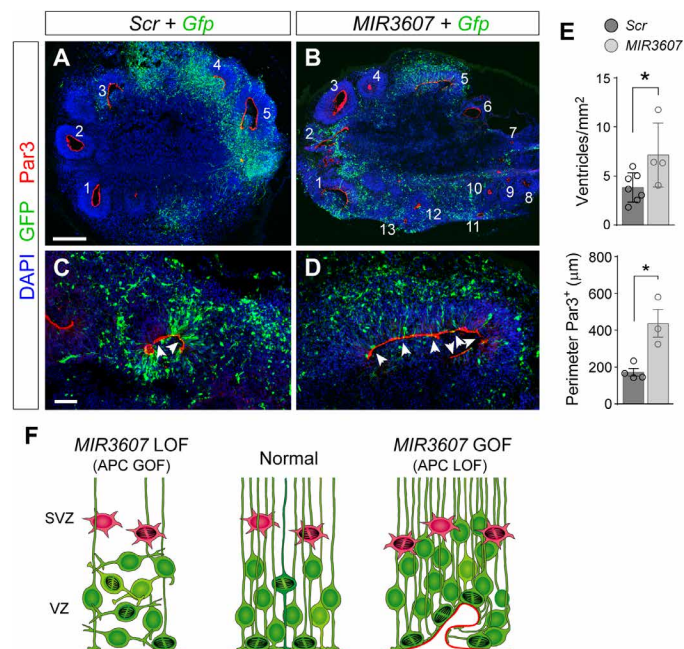 Scr + Gfp
MIR3607 + Gfp
DAPI GFP Par3
A
1
2
3
4
5
B
1
2
3
4
5
6
7
8
9
10
11
12
13
C
D
E
Scr
MIR3607
*
Ventricles/mm²
15
10
5
0
*
Perimeter Par3⁺ (µm)
800
600
400
200
0
F
MIR3607 LOF
(APC GOF)
Normal
MIR3607 GOF
(APC LOF)
SVZ
VZ